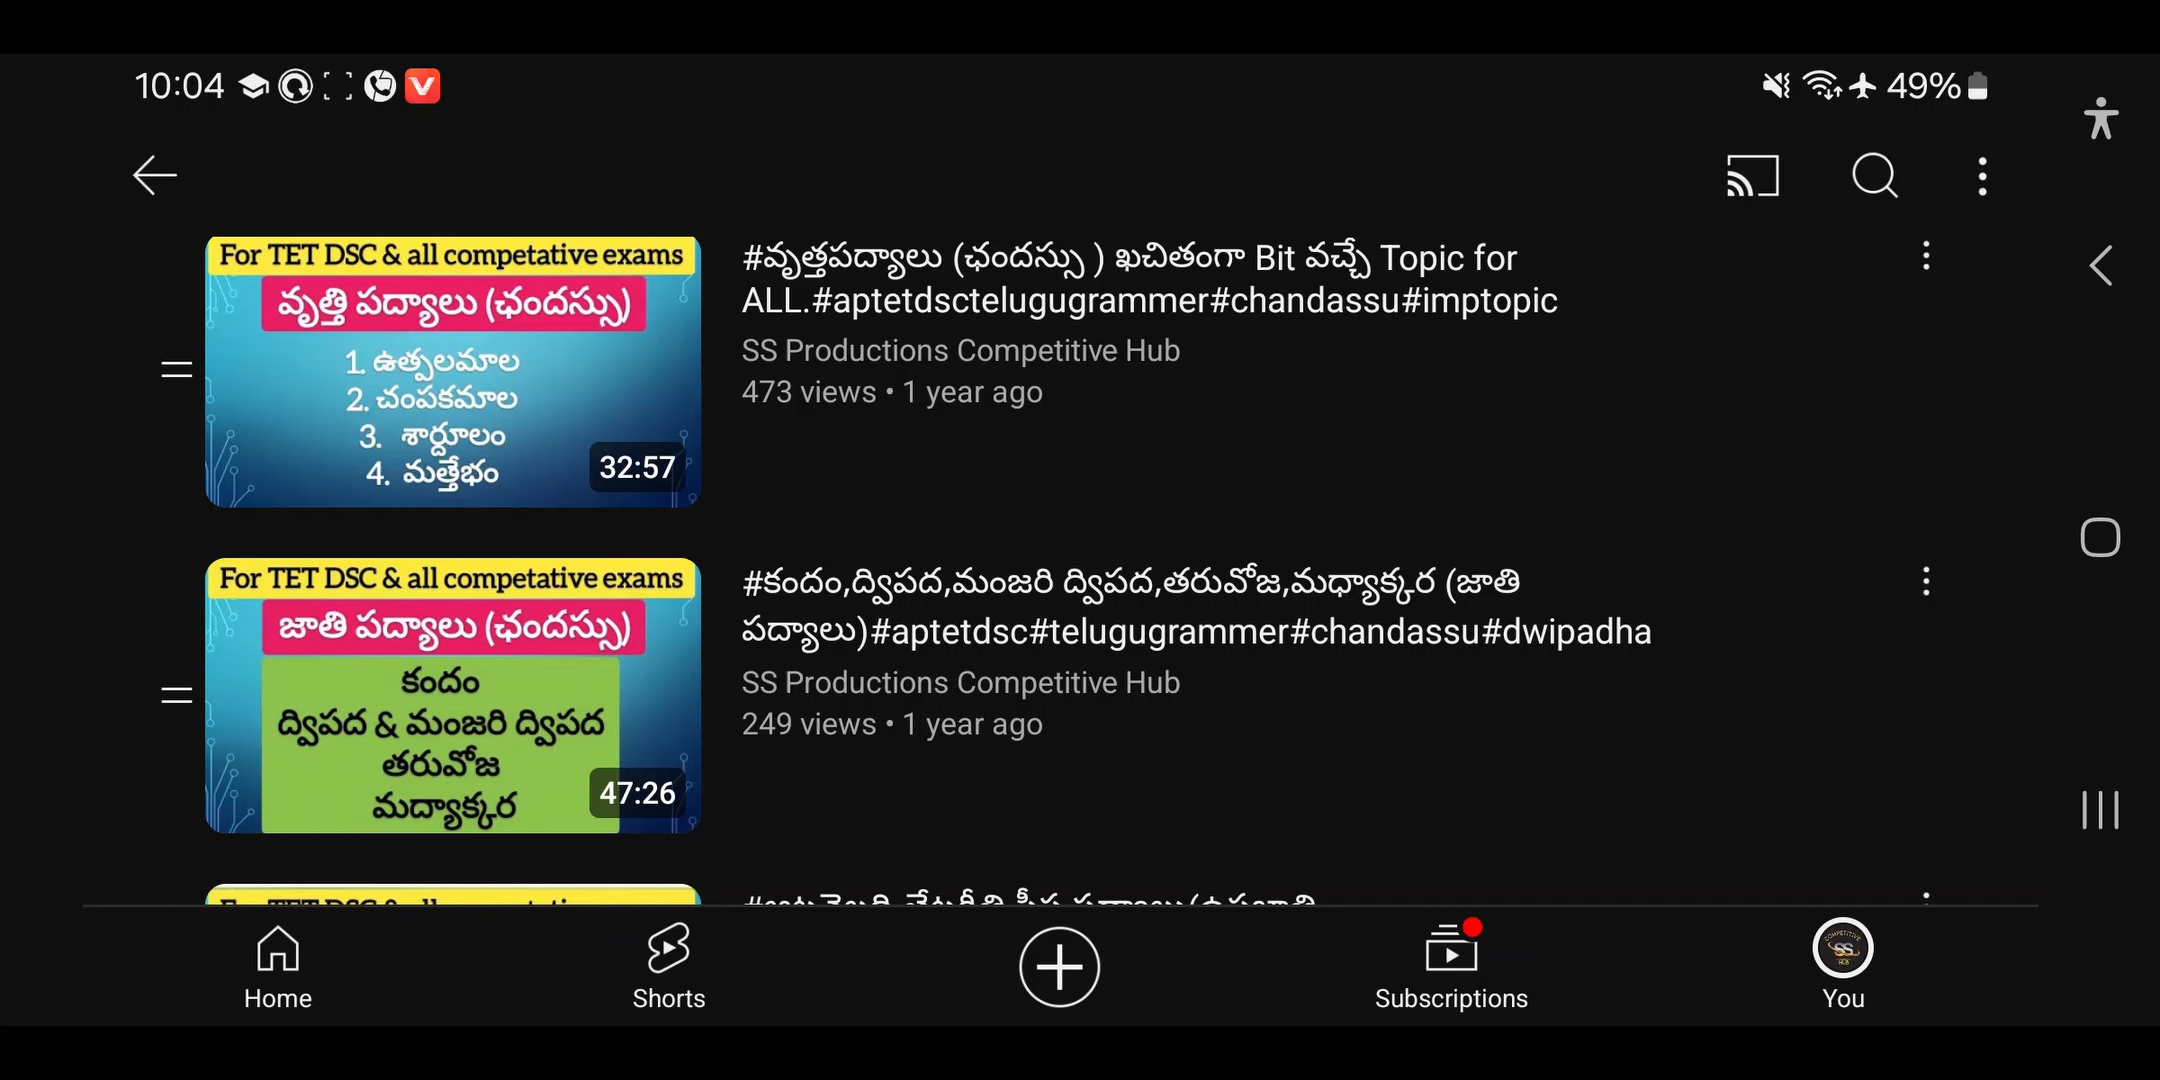 10:04
49%
For TET DSC & all competative exams
వృత్తి పద్యాలు (ఛందస్సు)
1. ఉత్పలమాల
2. చంపకమాల
3. శార్దూలం
4. మత్తేభం
32:57
#వృత్తపద్యాలు (ఛందస్సు ) ఖచితంగా Bit వచ్చే Topic for
ALL.#aptetdsctelugugrammer#chandassu#imptopic
SS Productions Competitive Hub
473 views • 1 year ago
For TET DSC & all competative exams
జాతి పద్యాలు (ఛందస్సు)
కందం
ద్విపద & మంజరి ద్విపద
తరువోజ
మద్యాక్కర
47:26
#కందం,ద్విపద,మంజరి ద్విపద,తరువోజ,మధ్యాక్కర (జాతి
పద్యాలు)#aptetdsc#telugugrammer#chandassu#dwipadha
SS Productions Competitive Hub
249 views • 1 year ago
Home
Shorts
Subscriptions
COMPETITIVE
SS
HUB
You